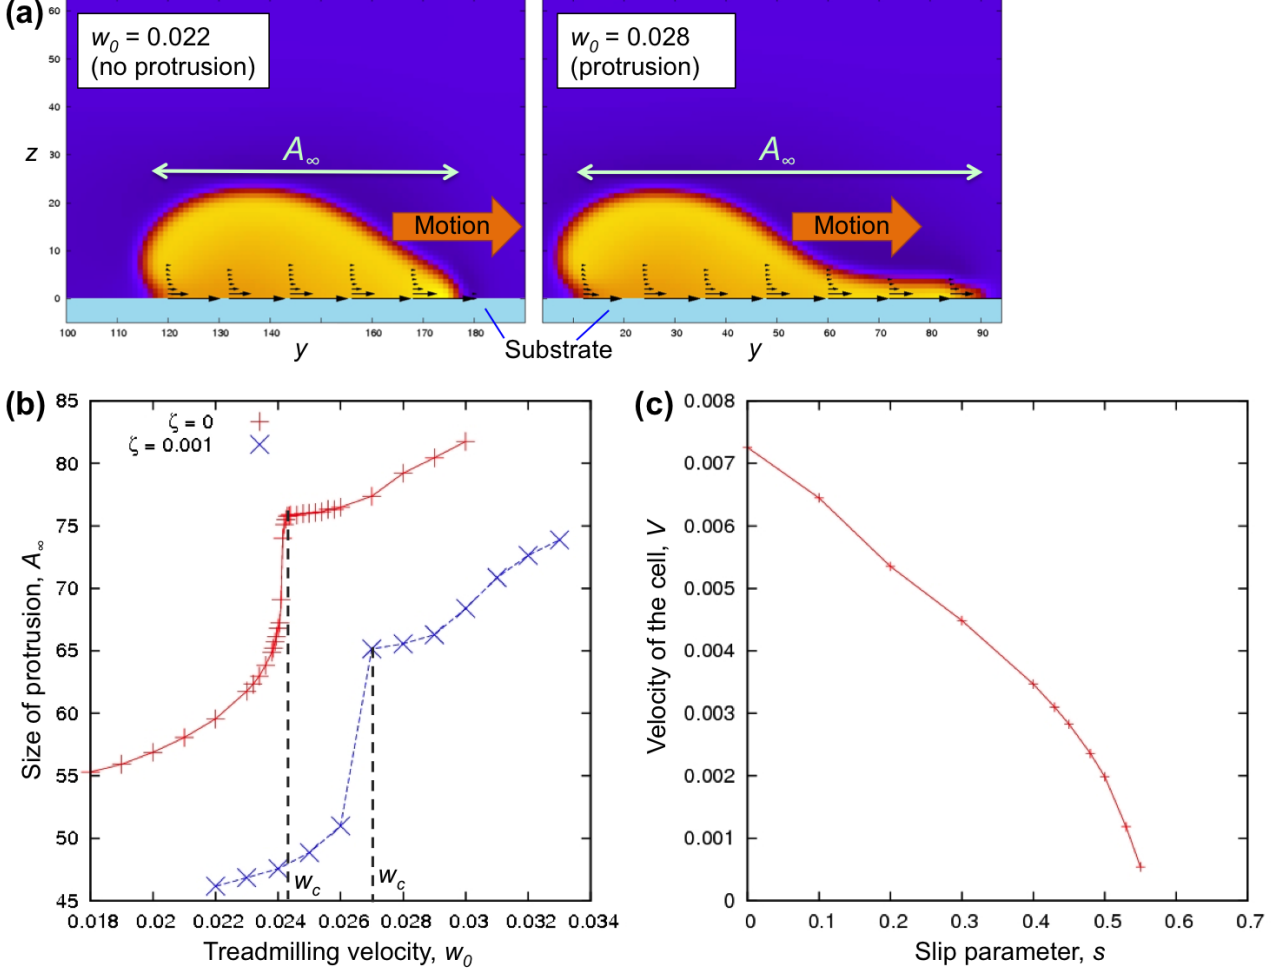 (a)
w0 = 0.022
(no protrusion)
w0 = 0.028
(protrusion)
60
50
40
30
20
10
0
z
A∞
A∞
Motion
Motion
100 110 120 130 140 150 160 170 180
20 30 40 50 60 70 80 90
y
Substrate
y
(b)
85
80
75
70
65
60
55
50
45
ζ = 0
ζ = 0.001
wc
wc
0.018 0.02 0.022 0.024 0.026 0.028 0.03 0.032 0.034
Size of protrusion, A∞
Treadmilling velocity, w0
(c)
0.008
0.007
0.006
0.005
0.004
0.003
0.002
0.001
0
0 0.1 0.2 0.3 0.4 0.5 0.6 0.7
Velocity of the cell, V
Slip parameter, s